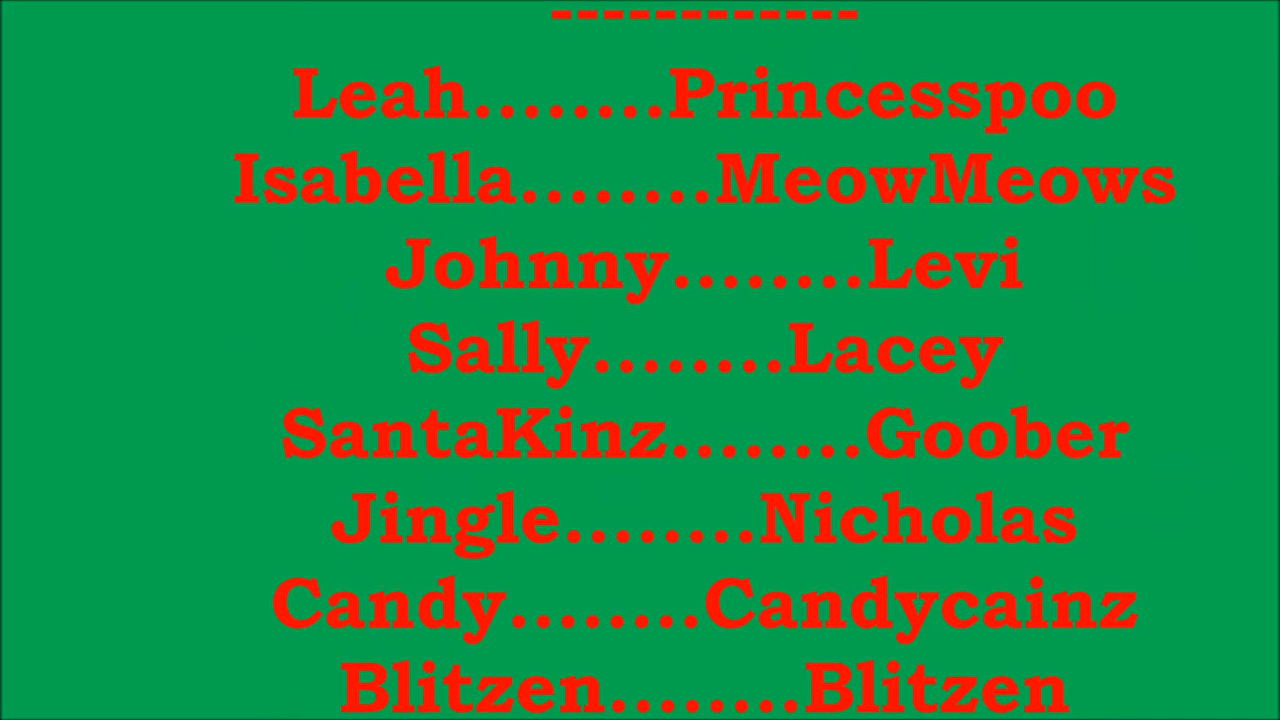 ------------
Leah........Princesspoo
Isabella........MeowMeows
Johnny........Levi
Sally........Lacey
SantaKinz........Goober
Jingle........Nicholas
Candy........Candycainz
Blitzen........Blitzen